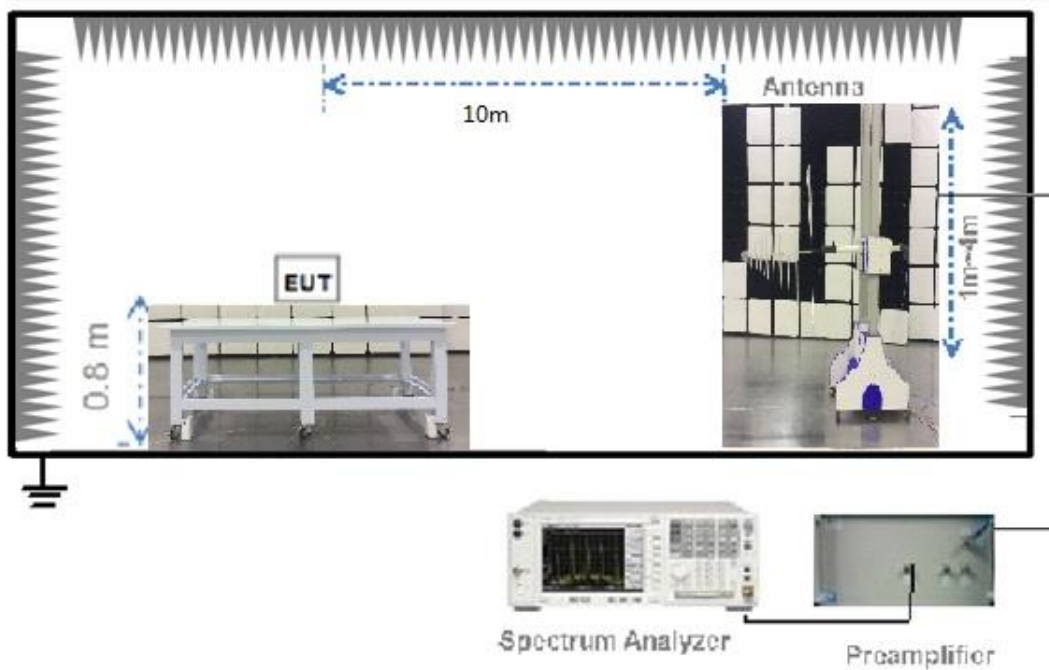 Antenna
10m
1m~4m
EUT
0.8 m
Spectrum Analyzer
Preamplifier